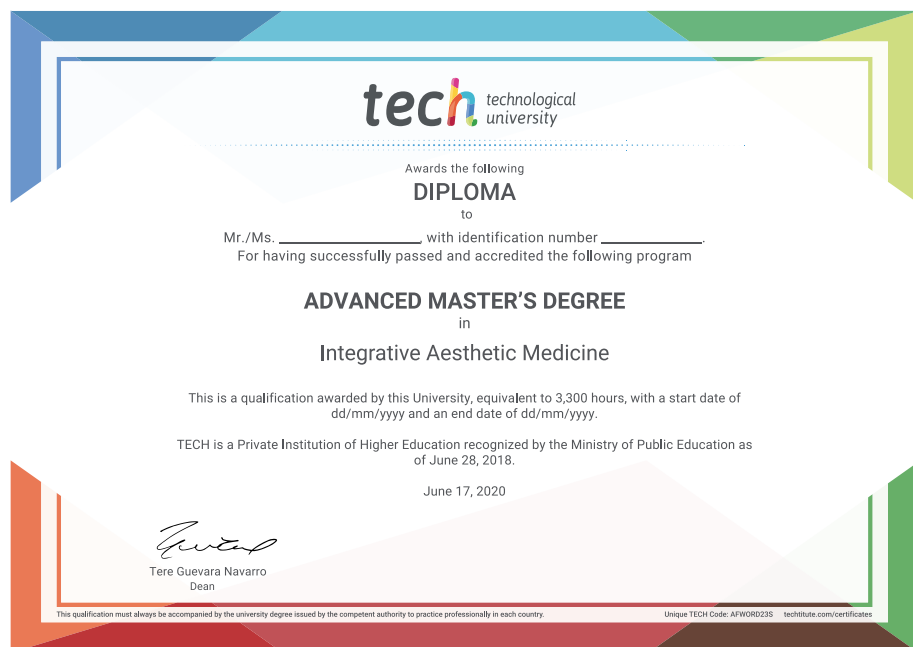 tech technological
university
Awards the following
DIPLOMA
to
Mr./Ms. ____________, with identification number ____________.
For having successfully passed and accredited the following program
ADVANCED MASTER’S DEGREE
in
Integrative Aesthetic Medicine
This is a qualification awarded by this University, equivalent to 3,300 hours, with a start date of
dd/mm/yyyy and an end date of dd/mm/yyyy.
TECH is a Private Institution of Higher Education recognized by the Ministry of Public Education as
of June 28, 2018.
June 17, 2020
Tere Guevara Navarro
Dean
This qualification must always be accompanied by the university degree issued by the competent authority to practice professionally in each country.
Unique TECH Code: AFWORD23S techtitute.com/certificates